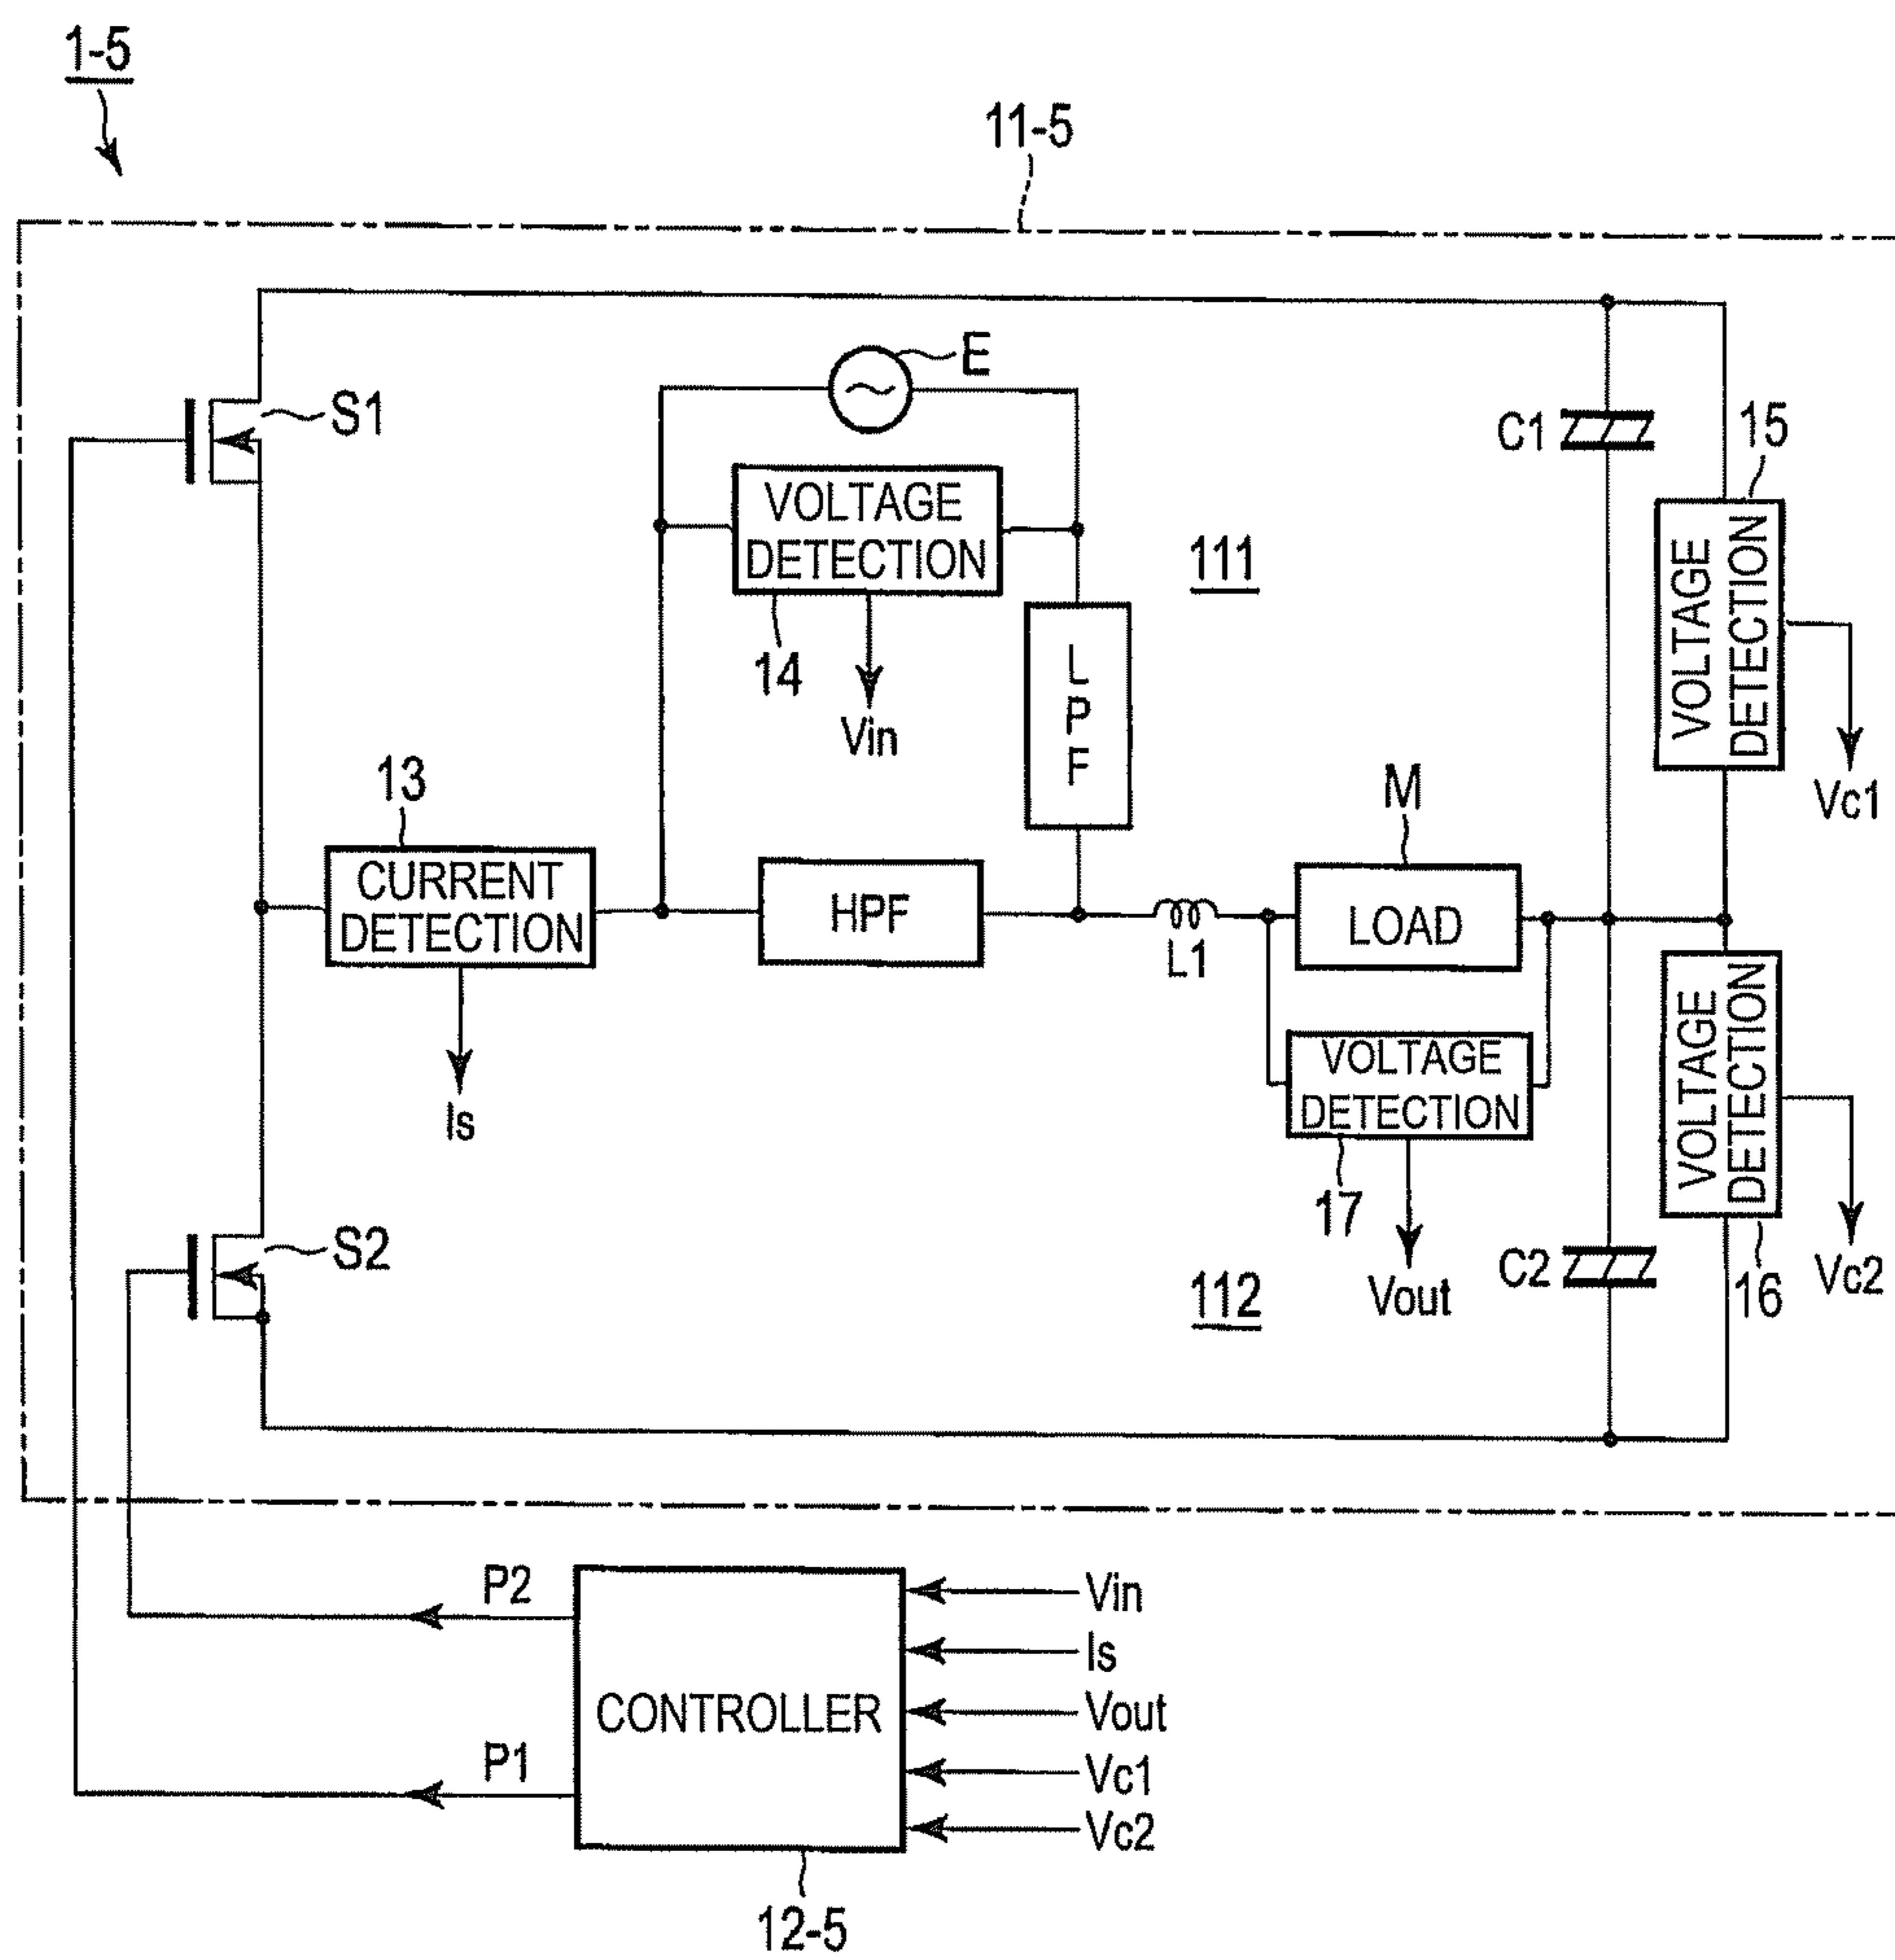 1-5
11-5
E
S1
C1
15
VOLTAGE
DETECTION
VOLTAGE
DETECTION
111
14
Vin
L
P
F
Vc1
13
M
CURRENT
DETECTION
HPF
LOAD
L1
Is
VOLTAGE
DETECTION
VOLTAGE
DETECTION
17
S2
C2
Vc2
112
Vout
16
P2
Vin
Is
CONTROLLER
Vout
P1
Vc1
Vc2
12-5